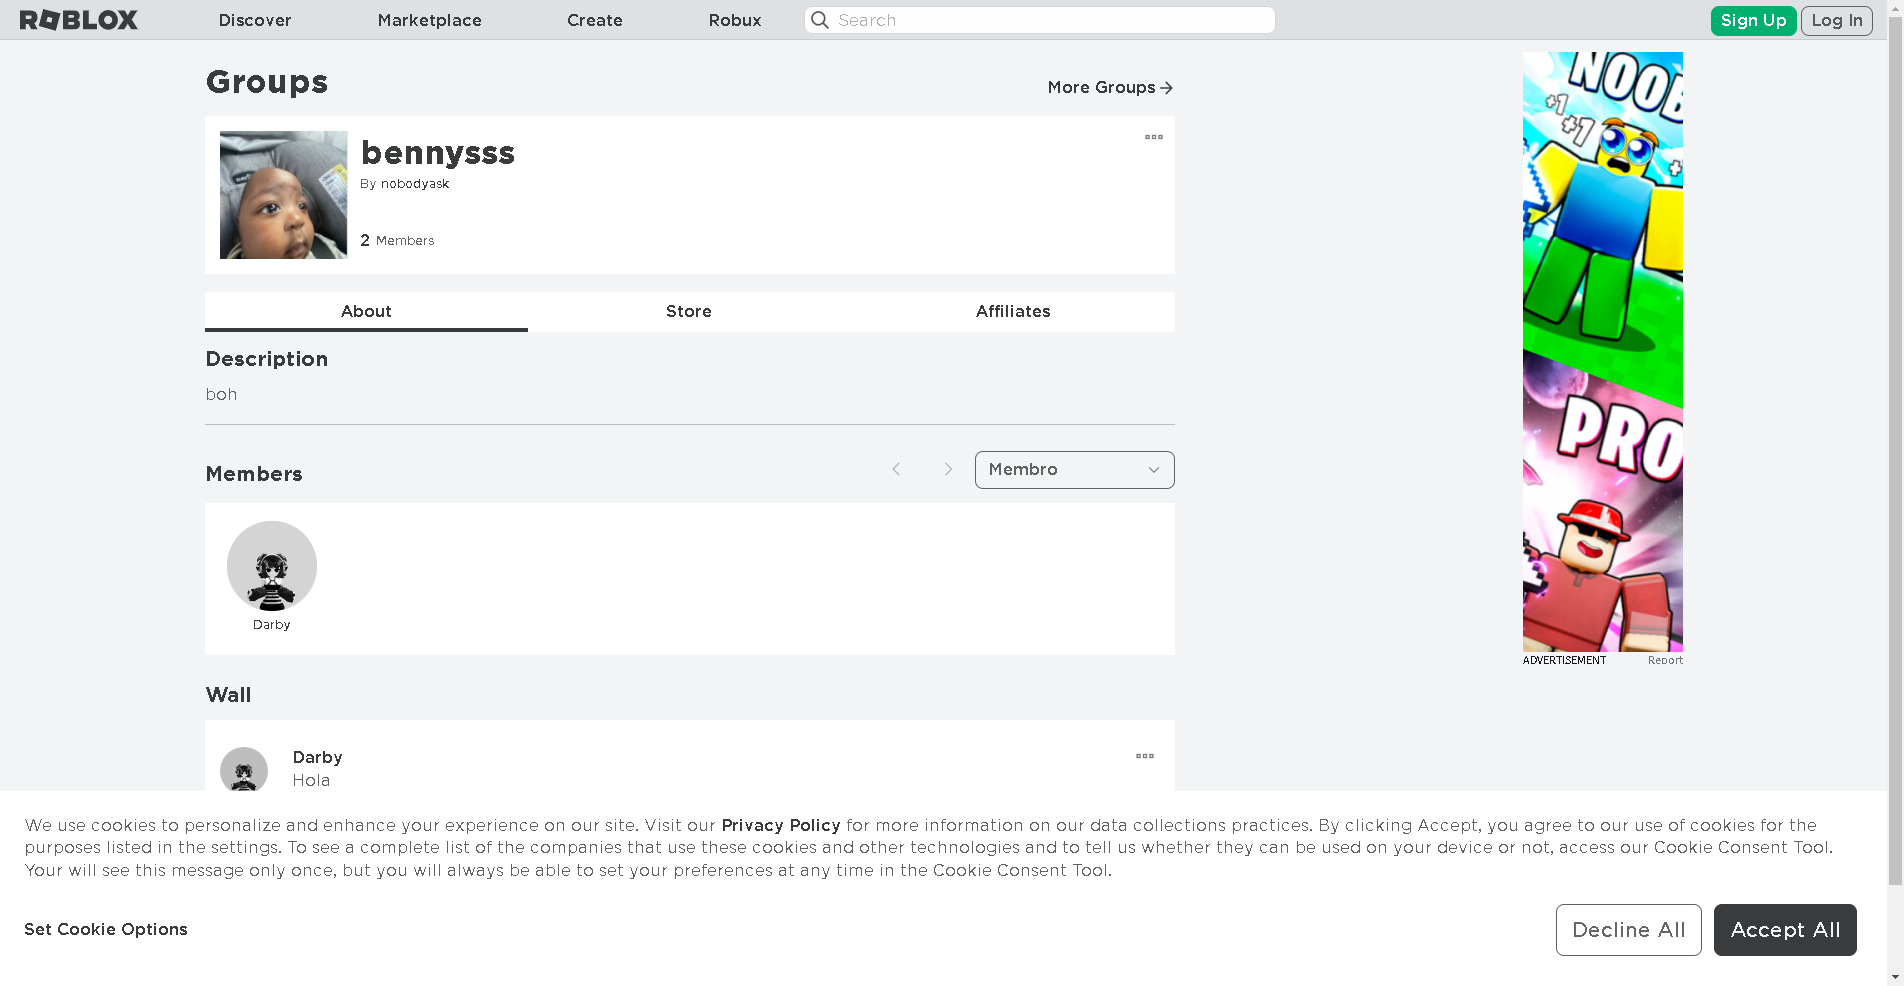 ROBLOX Discover Marketplace Create Robux Search Sign Up Log In
Groups
More Groups
bennysss
By nobodyask
2 Members
About Store Affiliates
Description
boh
Members
Membro
Darby
Wall
Darby
Hola
NOOB
+1
+1
+
PRO
ADVERTISEMENT Report
We use cookies to personalize and enhance your experience on our site. Visit our Privacy Policy for more information on our data collections practices. By clicking Accept, you agree to our use of cookies for the
purposes listed in the settings. To see a complete list of the companies that use these cookies and other technologies and to tell us whether they can be used on your device or not, access our Cookie Consent Tool.
Your will see this message only once, but you will always be able to set your preferences at any time in the Cookie Consent Tool.
Set Cookie Options
Decline All Accept All